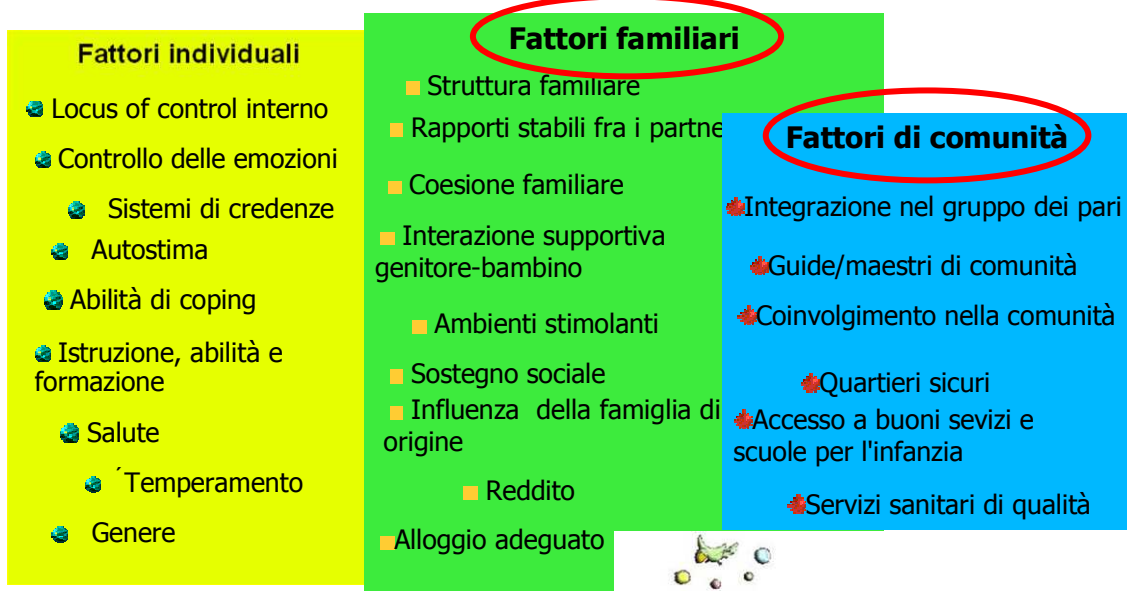 Fattori individuali
Locus of control interno
Controllo delle emozioni
Sistemi di credenze
Autostima
Abilità di coping
Istruzione, abilità e
formazione
Salute
´Temperamento
Genere
Fattori familiari
Struttura familiare
Rapporti stabili fra i partne
Coesione familiare
Interazione supportiva
genitore-bambino
Ambienti stimolanti
Sostegno sociale
Influenza della famiglia di
origine
Reddito
Alloggio adeguato
Fattori di comunità
Integrazione nel gruppo dei pari
Guide/maestri di comunità
Coinvolgimento nella comunità
Quartieri sicuri
Accesso a buoni sevizi e
scuole per l'infanzia
Servizi sanitari di qualità